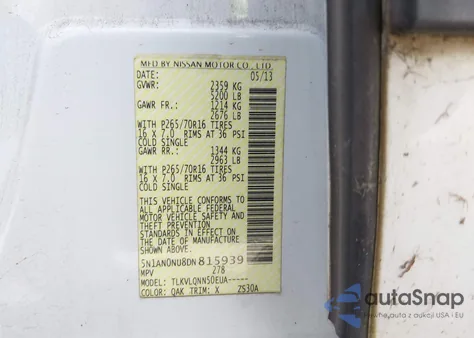 MFD BY NISSAN MOTOR CO., LTD.
DATE: 05/13
GVWR: 2359 KG
5200 LB
GAWR FR.: 1214 KG
2676 LB
WITH P265/70R16 TIRES
16 X 7.0 RIMS AT 36 PSI
COLD SINGLE
GAWR RR.: 1344 KG
2963 LB
WITH P265/70R16 TIRES
16 X 7.0 RIMS AT 36 PSI
COLD SINGLE
THIS VEHICLE CONFORMS TO
ALL APPLICABLE FEDERAL
MOTOR VEHICLE SAFETY AND
THEFT PREVENTION
STANDARDS IN EFFECT ON
THE DATE OF MANUFACTURE
SHOWN ABOVE.
5N1AN0NU8DN815939
MPV 278
MODEL: TLKVLQNN50EUA-----
COLOR: QAK TRIM: X ZS30A
autoSnap